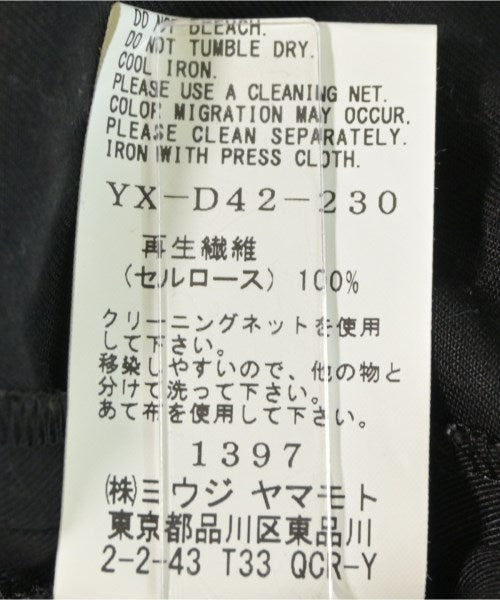 DO NOT BLEACH.
DO NOT TUMBLE DRY.
COOL IRON.
PLEASE USE A CLEANING NET.
COLOR MIGRATION MAY OCCUR,
PLEASE CLEAN SEPARATELY.
IRON WITH PRESS CLOTH.
YX-D42-230
再生繊維
(セルロース) 100%
クリーニングネットを使用
して下さい。
移染しやすいので、他の物と
分けて洗って下さい。
あて布を使用して下さい。
1397
(株)ヨウジ ヤマモト
東京都品川区東品川
2-2-43 T33 QCR-Y